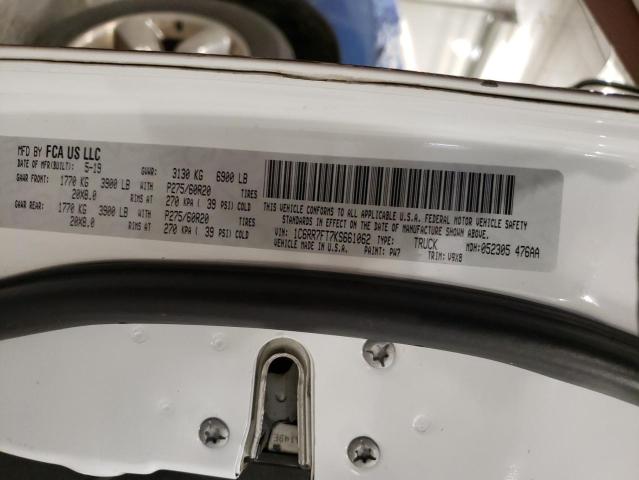 MFD BY FCA US LLC
DATE OF MFR(BUILT): 5-19 GVWR: 3130 KG 6900 LB
GAWR FRONT: 1770 KG 3900 LB WITH P275/60R20 TIRES
20X8.0 RIMS AT 270 KPA ( 39 PSI) COLD
GAWR REAR: 1770 KG 3900 LB WITH P275/60R20 TIRES
20X8.0 RIMS AT 270 KPA ( 39 PSI) COLD
THIS VEHICLE CONFORMS TO ALL APPLICABLE U.S.A. FEDERAL MOTOR VEHICLE SAFETY
STANDARDS IN EFFECT ON THE DATE OF MANUFACTURE SHOWN ABOVE.
VIN: 1C6RR7FT7KS661062 TYPE: TRUCK MDH: 052305 476AA
VEHICLE MADE IN U.S.A. PAINT: PW7 TRIM: V9X8